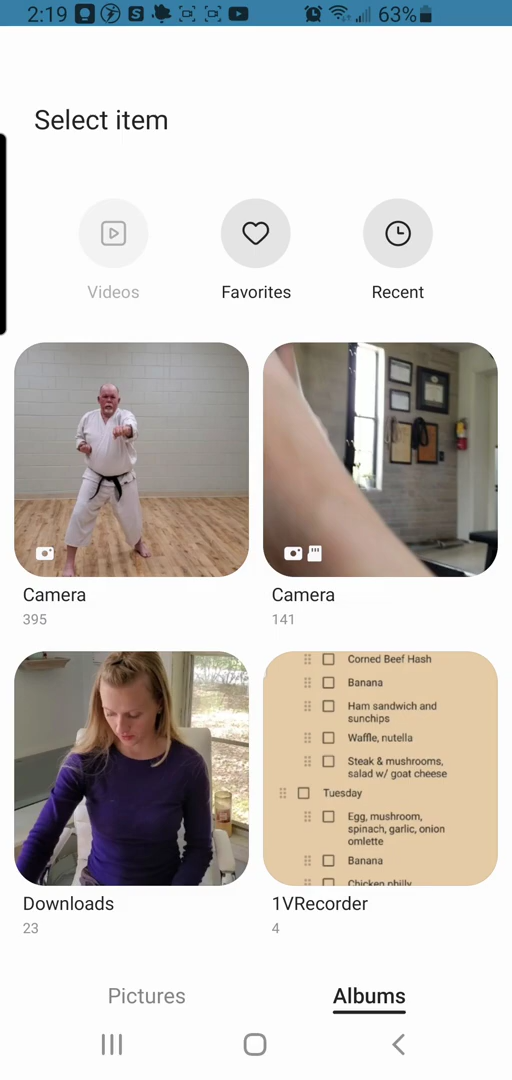 2:19
63%
Select item
Videos
Favorites
Recent
Camera
395
Camera
141
Corned Beef Hash
Banana
Ham sandwich and
sunchips
Waffle, nutella
Steak & mushrooms,
salad w/ goat cheese
Tuesday
Egg, mushroom,
spinach, garlic, onion
omlette
Banana
Chicken philly
Downloads
23
1VRecorder
4
Pictures
Albums